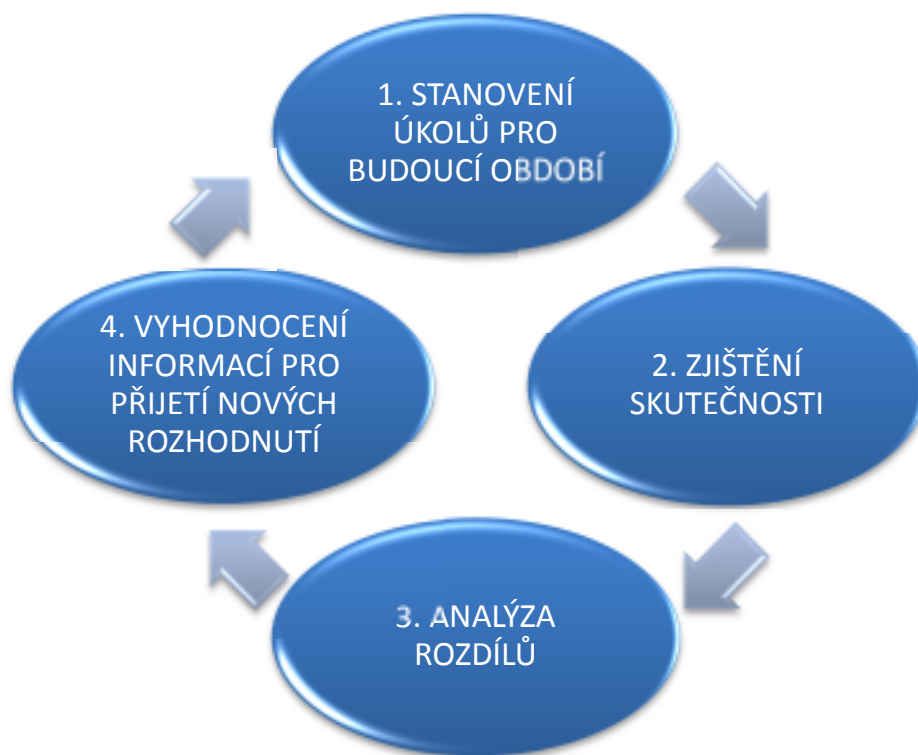 1. STANOVENÍ
ÚKOLŮ PRO
BUDOUCÍ OBDOBÍ
2. ZJIŠTĚNÍ
SKUTEČNOSTI
3. ANALÝZA
ROZDÍLŮ
4. VYHODNOCENÍ
INFORMACÍ PRO
PŘIJETÍ NOVÝCH
ROZHODNUTÍ